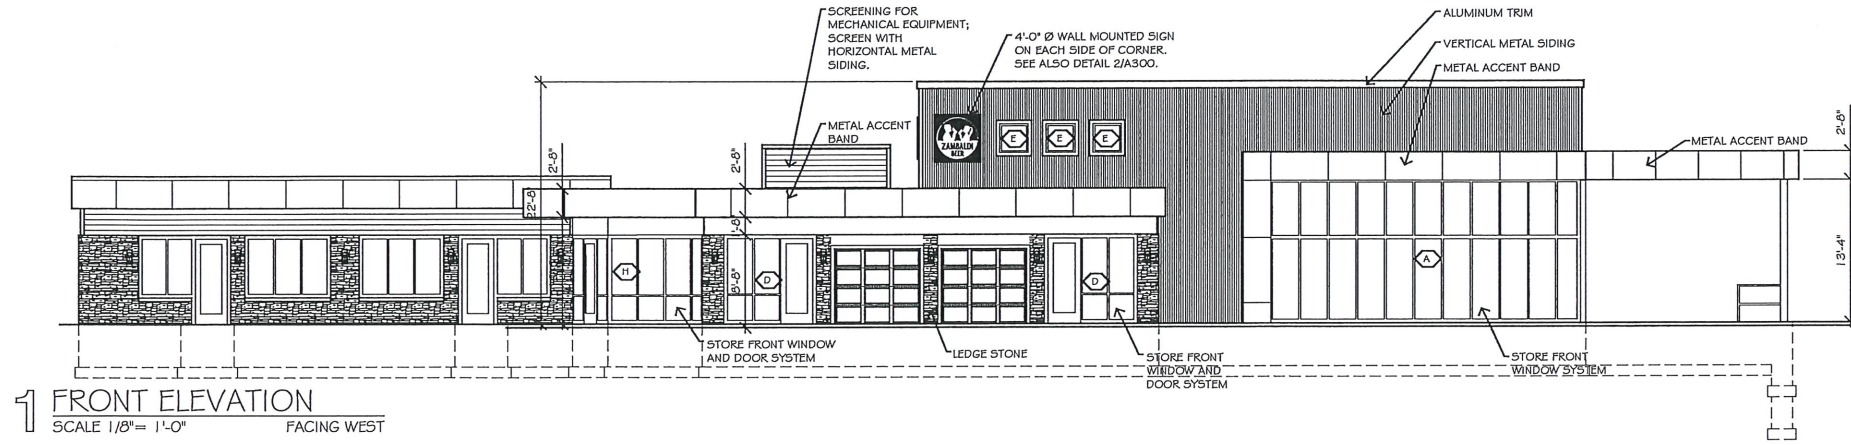 SCREENING FOR
MECHANICAL EQUIPMENT;
SCREEN WITH
HORIZONTAL METAL
SIDING.
4'-0" Ø WALL MOUNTED SIGN
ON EACH SIDE OF CORNER.
SEE ALSO DETAIL 2/A300.
ALUMINUM TRIM
VERTICAL METAL SIDING
METAL ACCENT BAND
METAL ACCENT
BAND
METAL ACCENT BAND
ZAMBALDI
BEER
E
E
E
2'-8"
2'-8"
2'-8"
22'-8
8'-8"
13'-4"
H
D
D
A
STORE FRONT WINDOW
AND DOOR SYSTEM
LEDGE STONE
STORE FRONT
WINDOW AND
DOOR SYSTEM
STORE FRONT
WINDOW SYSTEM
1 FRONT ELEVATION
SCALE 1/8"= 1'-0" FACING WEST